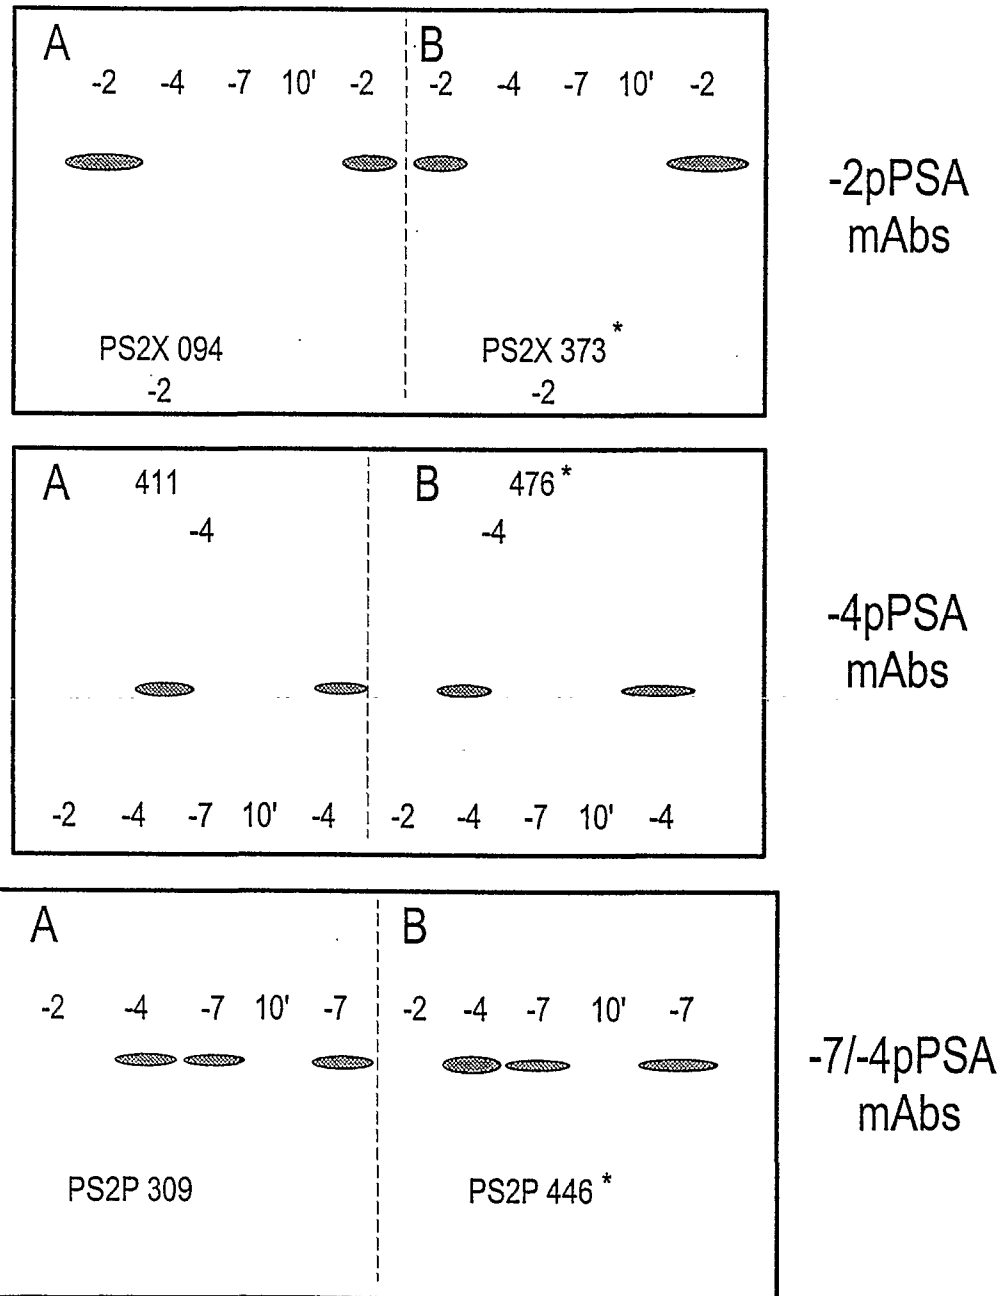 A
B
-2 -4 -7 10' -2
-2 -4 -7 10' -2
-2pPSA
mAbs
PS2X 094
-2
PS2X 373 *
-2
A
411
-4
B
476 *
-4
-4pPSA
mAbs
-2 -4 -7 10' -4
-2 -4 -7 10' -4
A
B
-2 -4 -7 10' -7
-2 -4 -7 10' -7
-7/-4pPSA
mAbs
PS2P 309
PS2P 446 *